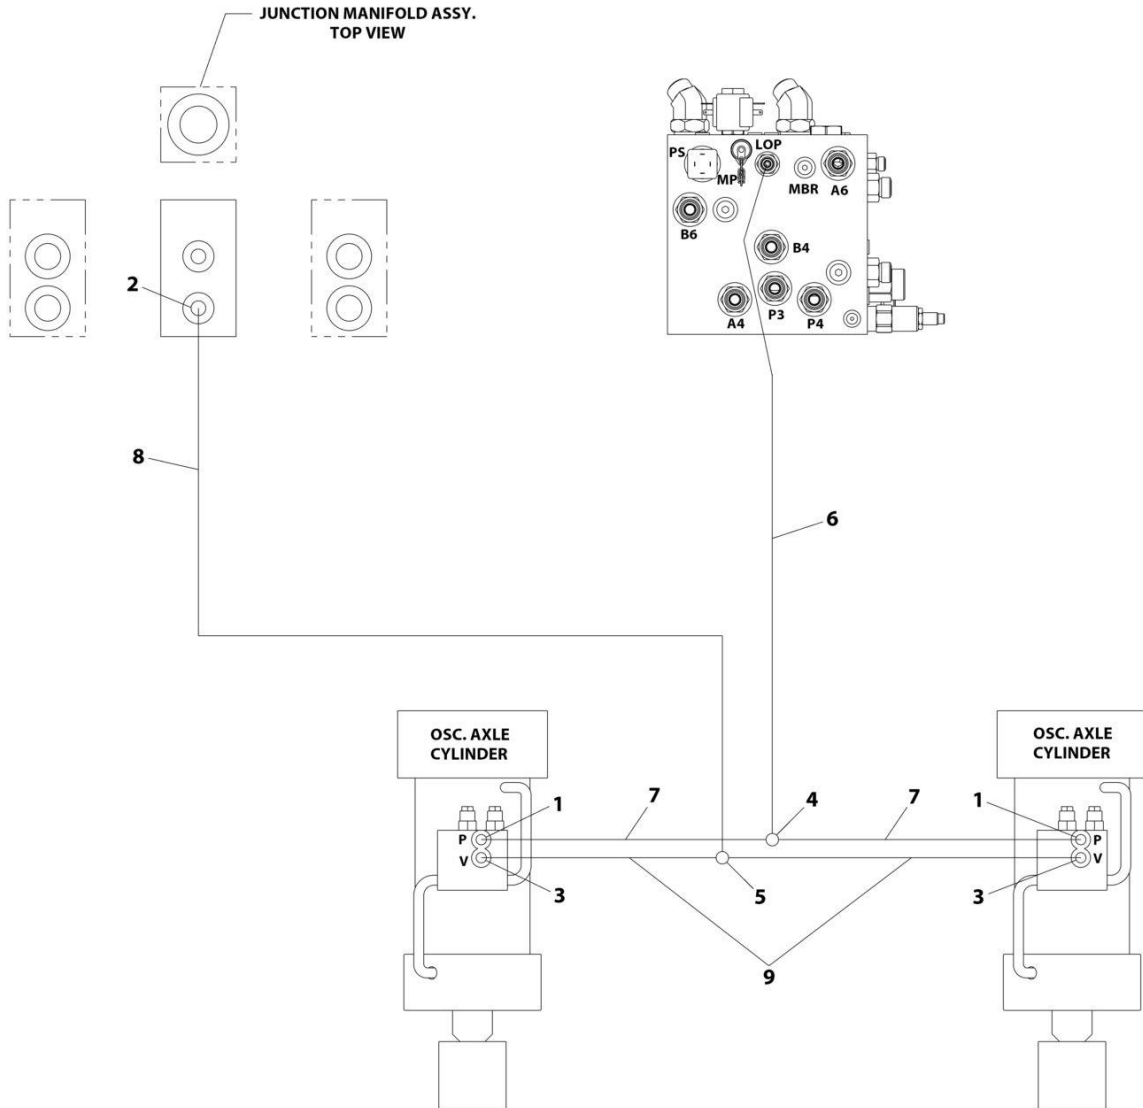 JUNCTION MANIFOLD ASSY.
TOP VIEW
PS
LOP
MP
MBR
A6
B6
B4
A4
P3
P4
2
8
6
OSC. AXLE
CYLINDER
OSC. AXLE
CYLINDER
1
7
4
7
1
P
P
V
V
3
5
3
9